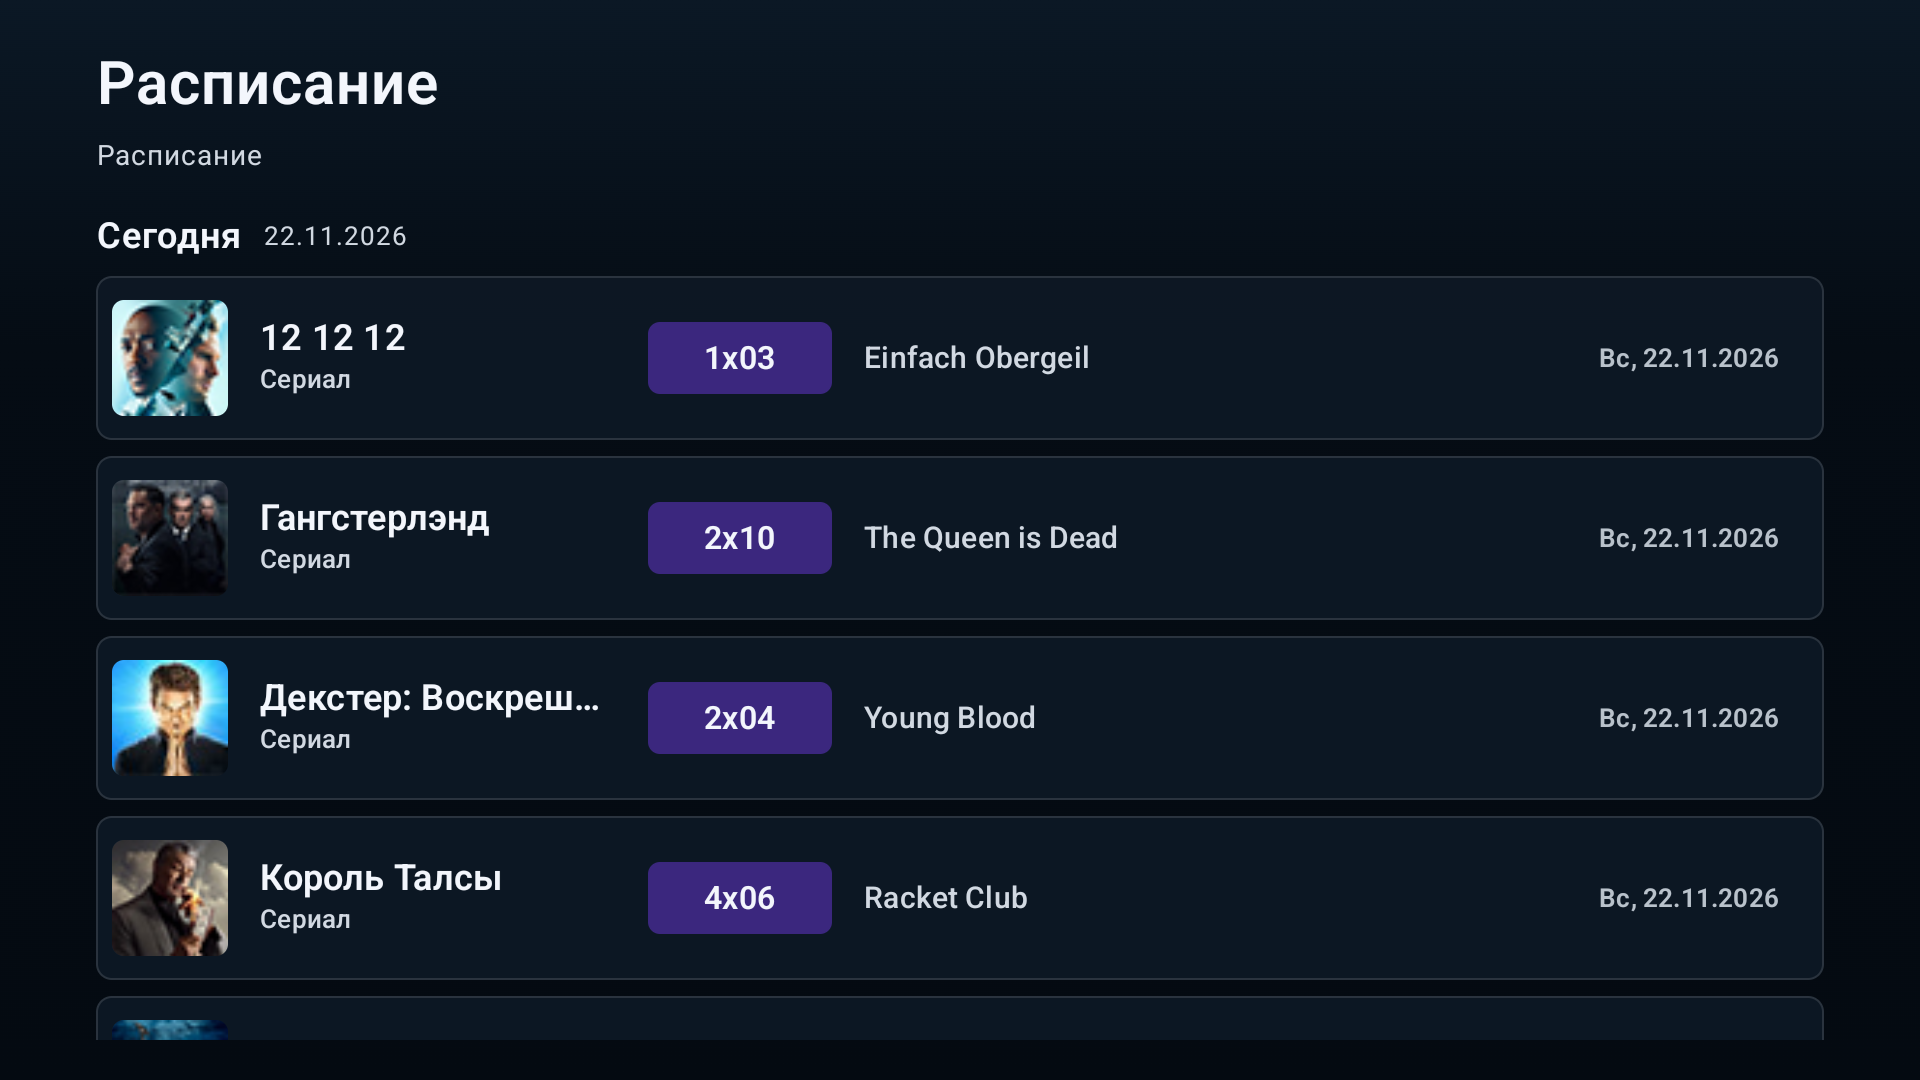 Расписание
Расписание
Сегодня 22.11.2026
12 12 12
Сериал
1x03
Einfach Obergeil
Вс, 22.11.2026
Гангстерлэнд
Сериал
2x10
The Queen is Dead
Вс, 22.11.2026
Декстер: Воскреш...
Сериал
2x04
Young Blood
Вс, 22.11.2026
Король Талсы
Сериал
4x06
Racket Club
Вс, 22.11.2026